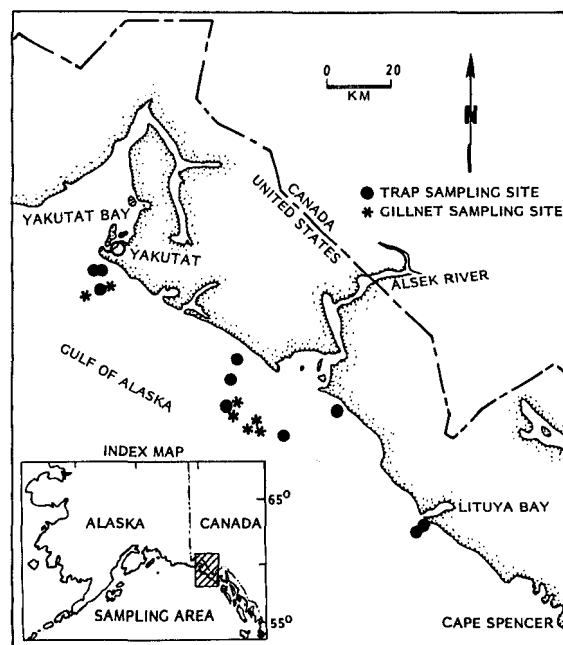 0 20
KM
N
CANADA
UNITED STATES
TRAP SAMPLING SITE
* GILLNET SAMPLING SITE
YAKUTAT BAY
YAKUTAT
ALSEK RIVER
GULF OF ALASKA
INDEX MAP
65°
ALASKA CANADA
LITUYA BAY
SAMPLING AREA
55°
CAPE SPENCER